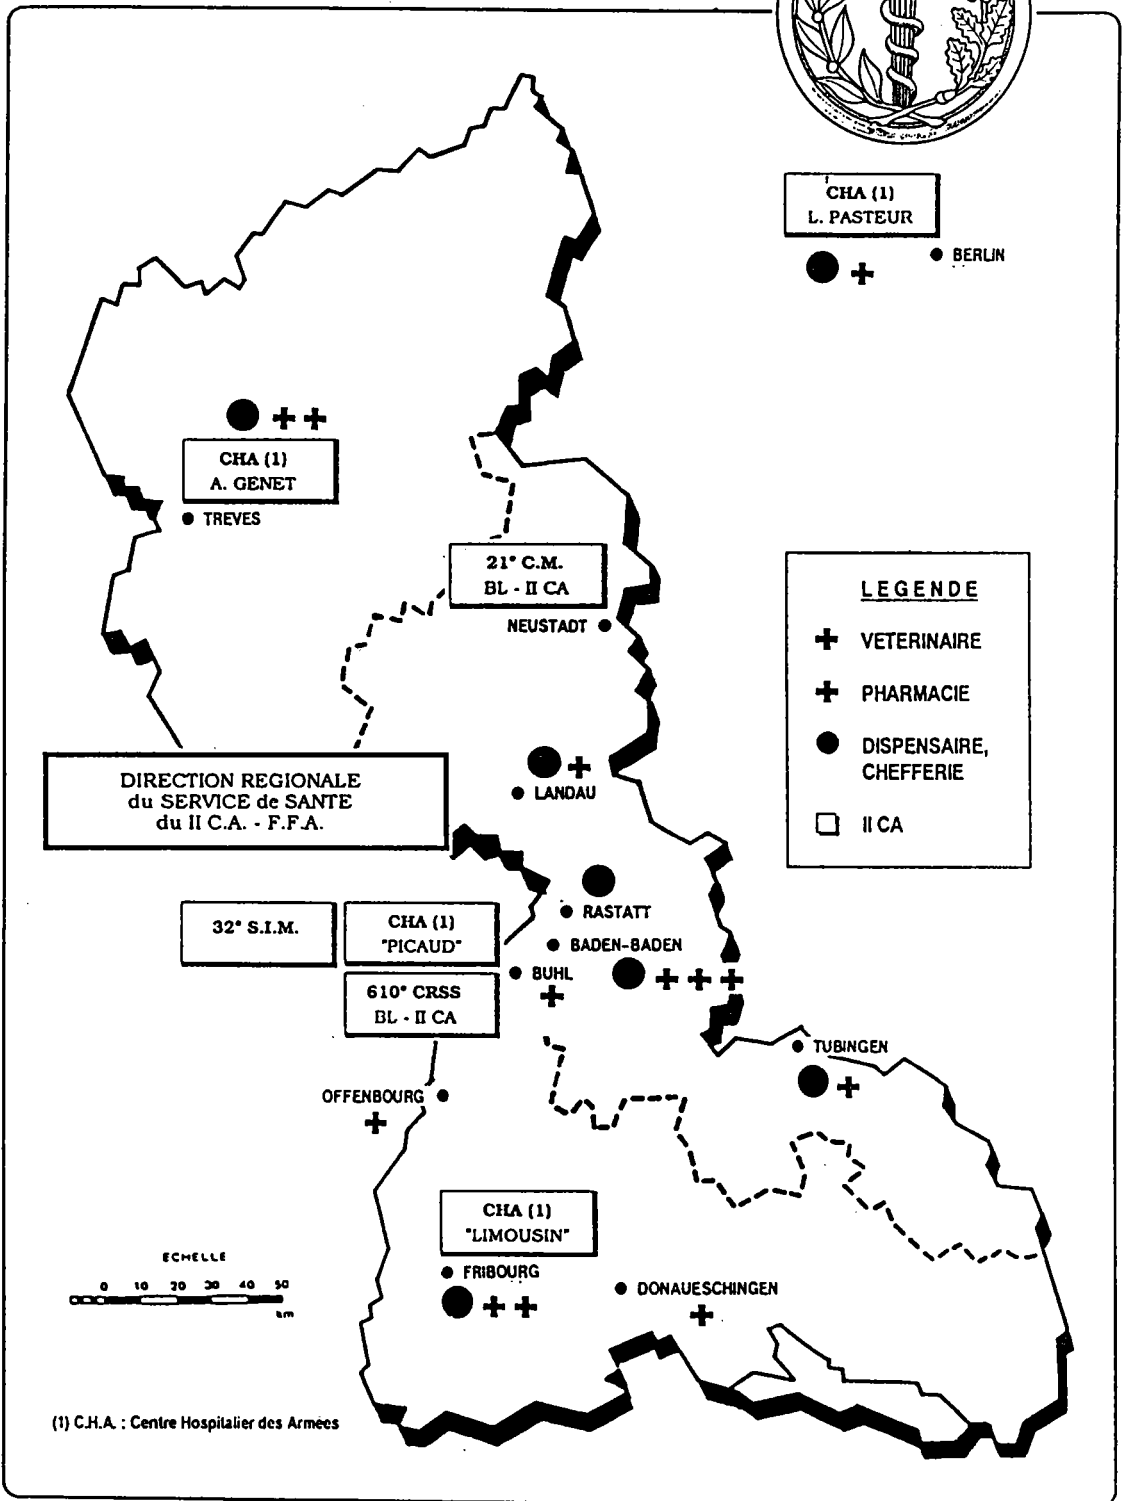 CHA (1)
L. PASTEUR
BERLIN
CHA (1)
A. GENET
TREVES
21° C.M.
BL - II CA
NEUSTADT
LEGENDE
VETERINAIRE
PHARMACIE
DISPENSAIRE,
CHEFFERIE
II CA
DIRECTION REGIONALE
du SERVICE de SANTE
du II C.A. - F.F.A.
LANDAU
RASTATT
32° S.I.M.
CHA (1)
"PICAUD"
BADEN-BADEN
BUHL
610° CRSS
BL - II CA
TUBINGEN
OFFENBOURG
CHA (1)
"LIMOUSIN"
FRIBOURG
DONAUESCHINGEN
ECHELLE
0 10 20 30 40 50
km
(1) C.H.A. : Centre Hospitalier des Armées